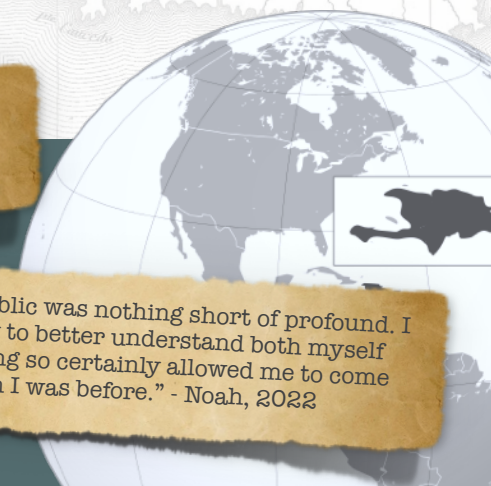 blic was nothing short of profound. I
to better understand both myself
ng so certainly allowed me to come
I was before.” - Noah, 2022